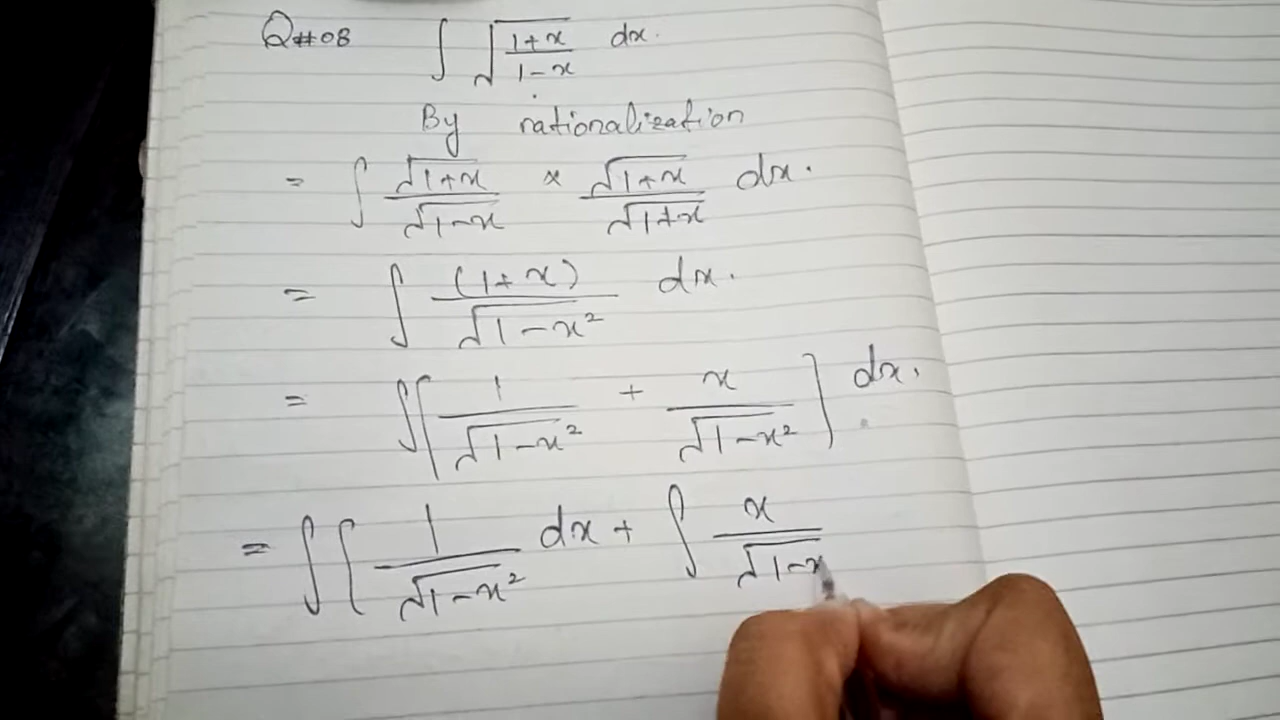 Q#08 ∫ √(1+x)/(1-x) dx.
By rationalization
= ∫ √1+x/√1-x × √1+x/√1+x dx.
= ∫ (1+x)/√1-x² dx.
= ∫[1/√1-x² + x/√1-x²] dx.
= ∫[1/√1-x² dx + ∫ x/√1-x